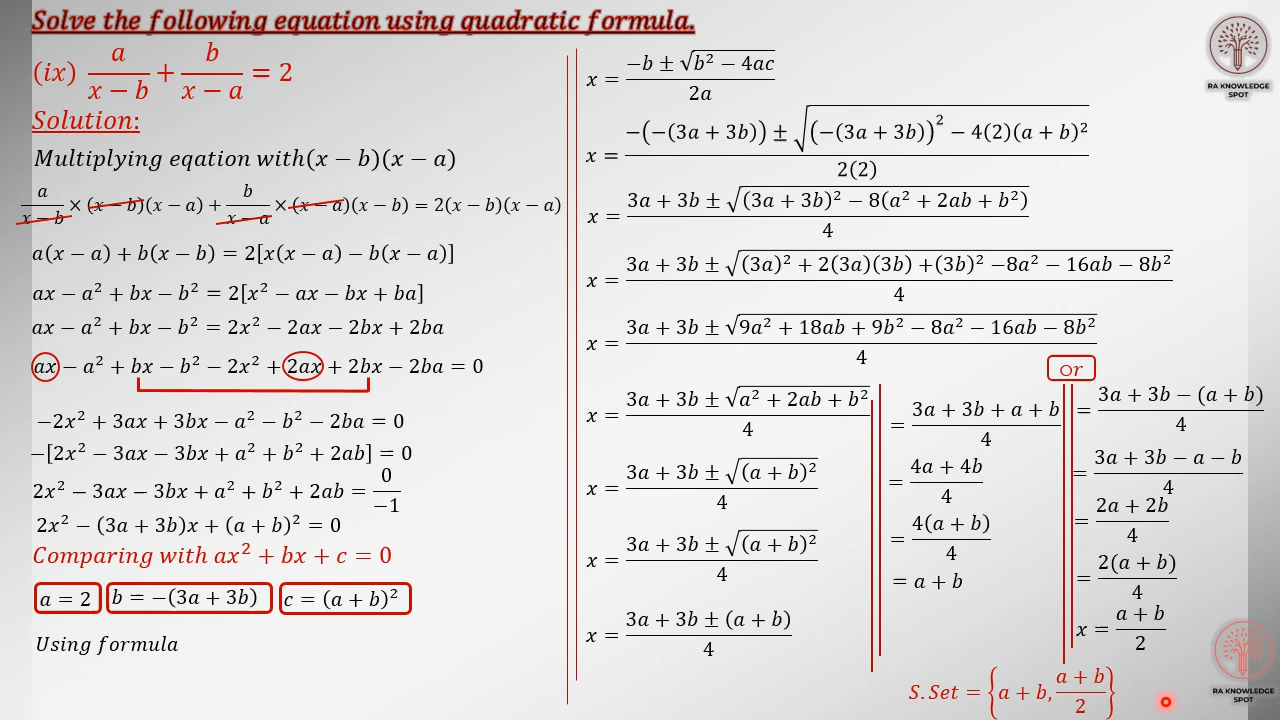 Solve the following equation using quadratic formula.
(ix) a/(x − b) + b/(x − a) = 2
Solution:
Multiplying eqation with(x − b)(x − a)
a/(x − b) × (x − b)(x − a) + b/(x − a) × (x − a)(x − b) = 2(x − b)(x − a)
a(x − a) + b(x − b) = 2[x(x − a) − b(x − a)]
ax − a² + bx − b² = 2[x² − ax − bx + ba]
ax − a² + bx − b² = 2x² − 2ax − 2bx + 2ba
ax − a² + bx − b² − 2x² + 2ax + 2bx − 2ba = 0
−2x² + 3ax + 3bx − a² − b² − 2ba = 0
−[2x² − 3ax − 3bx + a² + b² + 2ab] = 0
2x² − 3ax − 3bx + a² + b² + 2ab = 0/−1
2x² − (3a + 3b)x + (a + b)² = 0
Comparing with ax² + bx + c = 0
a = 2 b = −(3a + 3b) c = (a + b)²
Using formula
x = (−b ± √(b² − 4ac))/2a
x = (−(−(3a + 3b)) ± √((−(3a + 3b))² − 4(2)(a + b)²))/2(2)
x = (3a + 3b ± √((3a + 3b)² − 8(a² + 2ab + b²)))/4
x = (3a + 3b ± √((3a)² + 2(3a)(3b) +(3b)² −8a² − 16ab − 8b²))/4
x = (3a + 3b ± √(9a² + 18ab + 9b² − 8a² − 16ab − 8b²))/4
x = (3a + 3b ± √(a² + 2ab + b²))/4
x = (3a + 3b ± √((a + b)²))/4
x = (3a + 3b ± √((a + b)²))/4
x = (3a + 3b ± (a + b))/4
= (3a + 3b + a + b)/4
= (4a + 4b)/4
= 4(a + b)/4
= a + b
or
= (3a + 3b − (a + b))/4
= (3a + 3b − a − b)/4
= (2a + 2b)/4
= 2(a + b)/4
x = (a + b)/2
S.Set = {a + b, (a + b)/2}
RA KNOWLEDGE
SPOT
RA KNOWLEDGE
SPOT